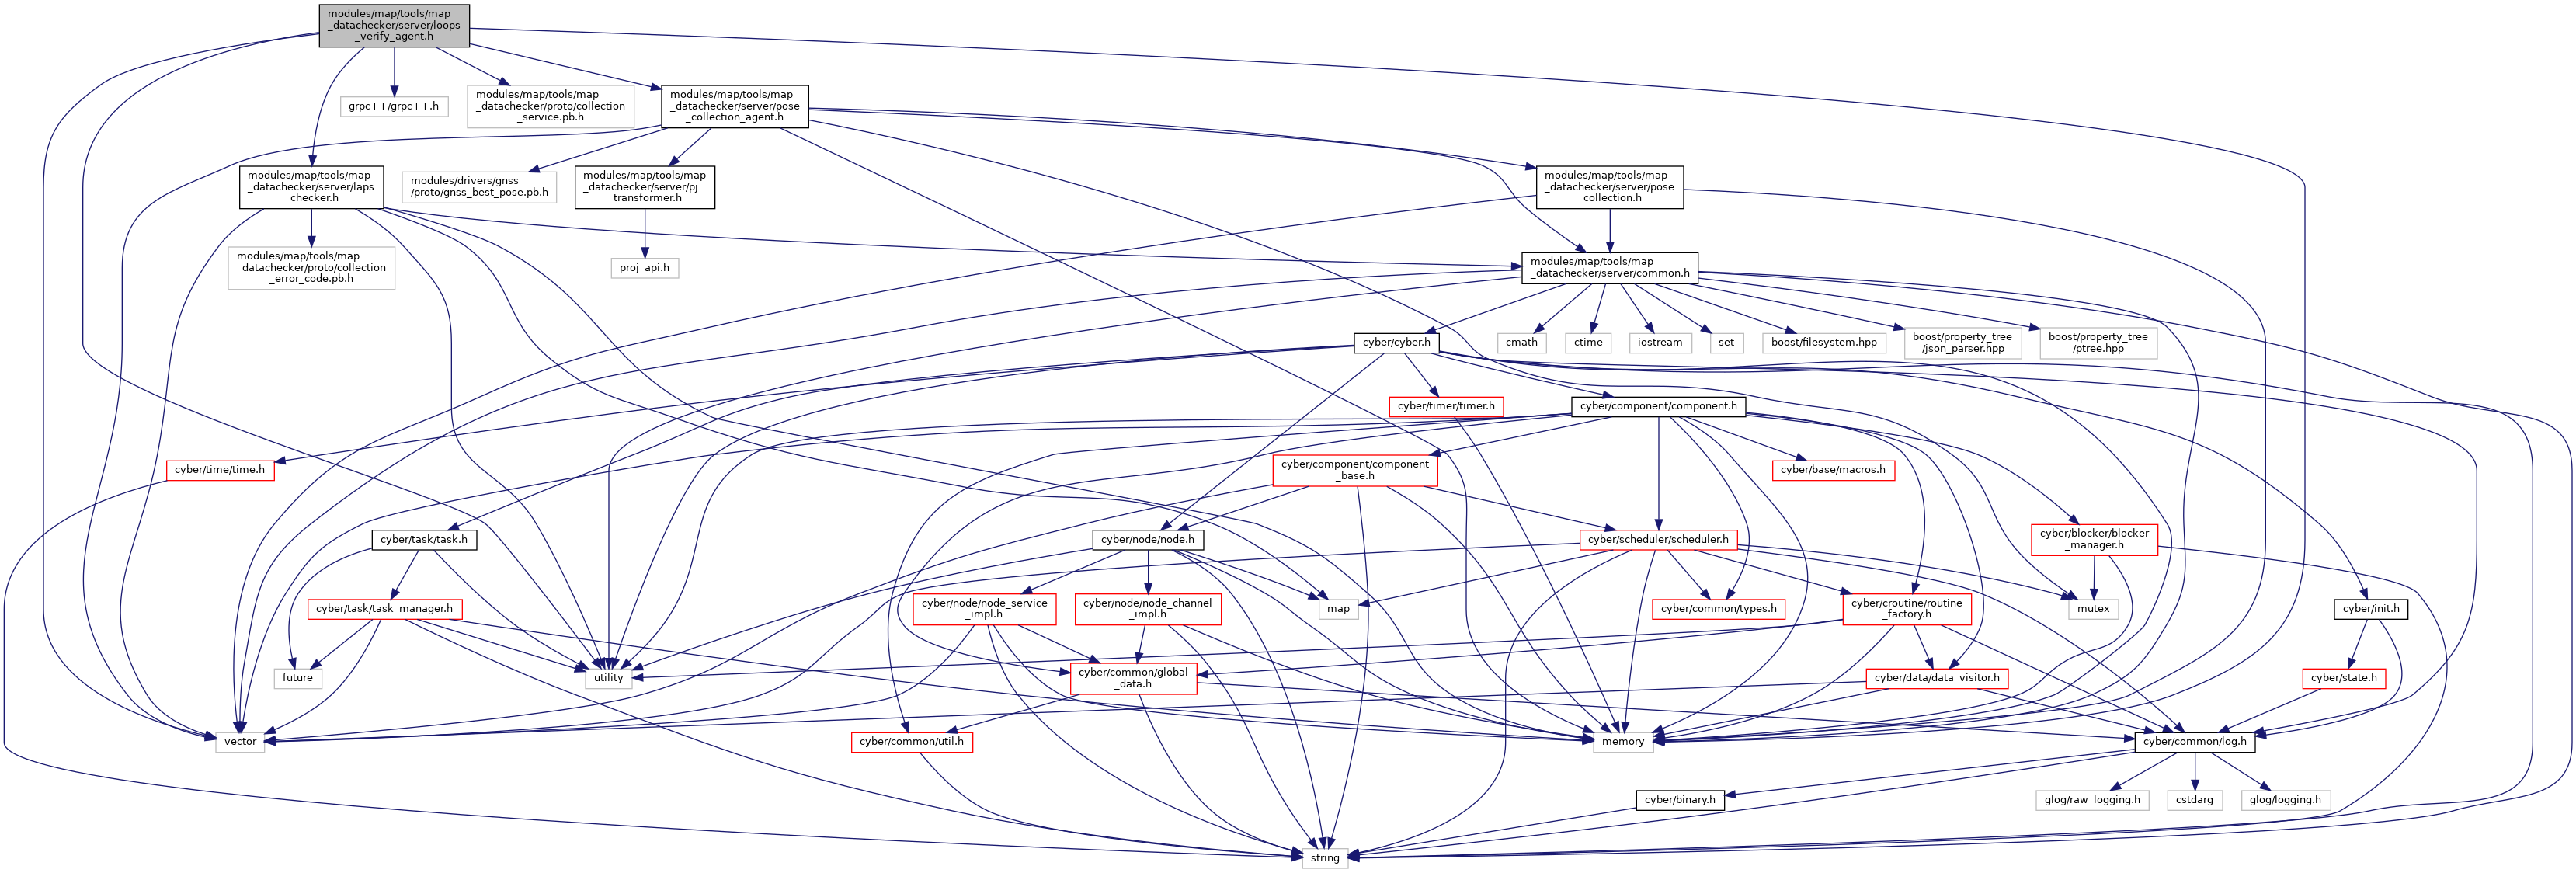 modules/map/tools/map
_datachecker/server/loops
_verify_agent.h
grpc++/grpc++.h
modules/map/tools/map
_datachecker/proto/collection
_service.pb.h
modules/map/tools/map
_datachecker/server/pose
_collection_agent.h
modules/map/tools/map
_datachecker/server/laps
_checker.h
modules/drivers/gnss
/proto/gnss_best_pose.pb.h
modules/map/tools/map
_datachecker/server/pj
_transformer.h
modules/map/tools/map
_datachecker/server/pose
_collection.h
modules/map/tools/map
_datachecker/proto/collection
_error_code.pb.h
proj_api.h
modules/map/tools/map
_datachecker/server/common.h
cyber/cyber.h
cmath
ctime
iostream
set
boost/filesystem.hpp
boost/property_tree
/json_parser.hpp
boost/property_tree
/ptree.hpp
cyber/timer/timer.h
cyber/component/component.h
cyber/time/time.h
cyber/component/component
_base.h
cyber/base/macros.h
cyber/task/task.h
cyber/node/node.h
cyber/scheduler/scheduler.h
cyber/blocker/blocker
_manager.h
cyber/task/task_manager.h
cyber/node/node_service
_impl.h
cyber/node/node_channel
_impl.h
map
cyber/common/types.h
cyber/croutine/routine
_factory.h
mutex
cyber/init.h
future
utility
cyber/common/global
_data.h
cyber/data/data_visitor.h
cyber/state.h
vector
cyber/common/util.h
memory
cyber/common/log.h
cyber/binary.h
glog/raw_logging.h
cstdarg
glog/logging.h
string